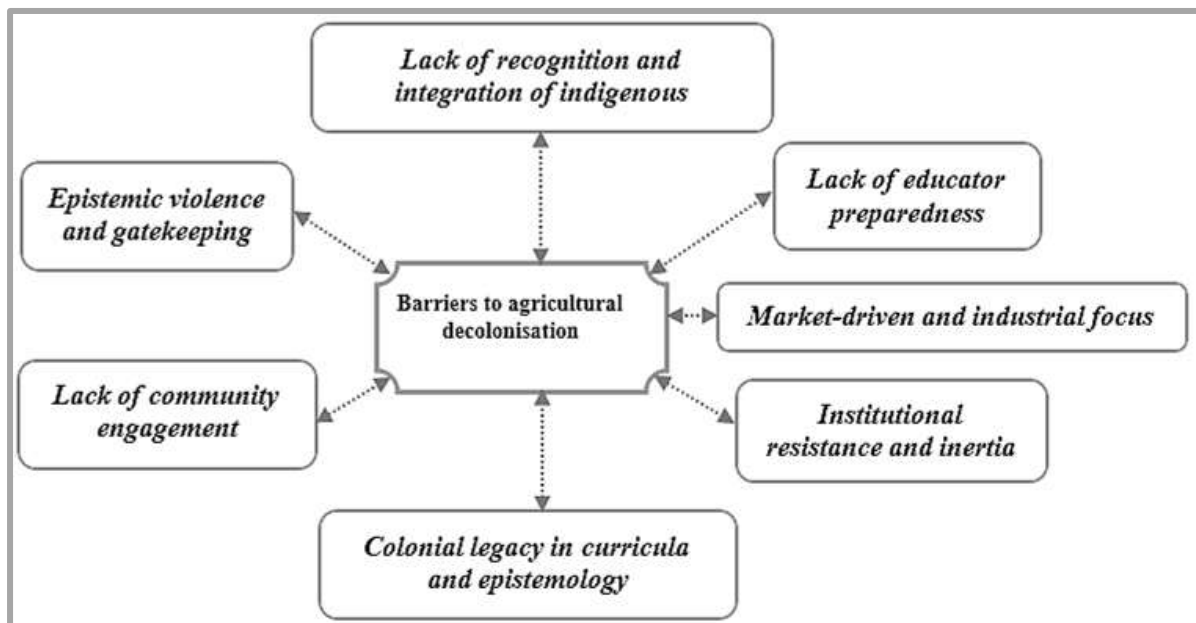 Lack of recognition and
integration of indigenous
Epistemic violence
and gatekeeping
Lack of educator
preparedness
Barriers to agricultural
decolonisation
Market-driven and industrial focus
Lack of community
engagement
Institutional
resistance and inertia
Colonial legacy in curricula
and epistemology